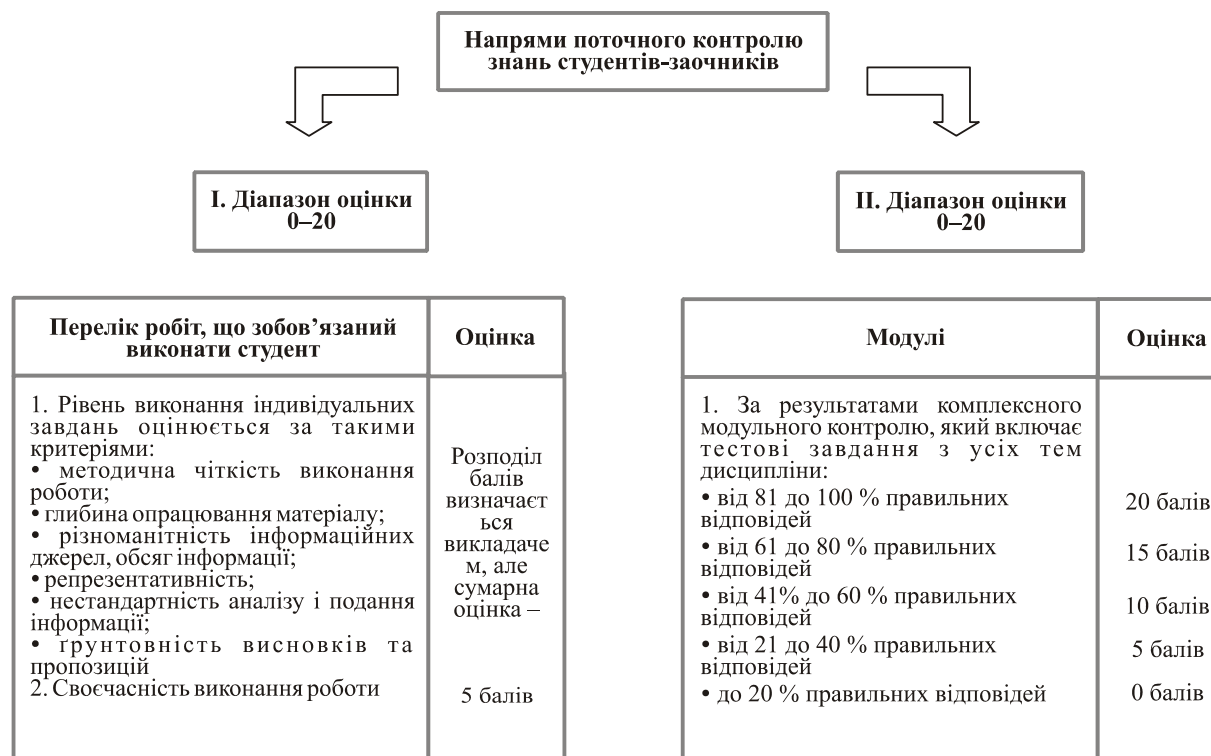 Напрями поточного контролю
знань студентів-заочників
І. Діапазон оцінки
0–20
ІІ. Діапазон оцінки
0–20
Перелік робіт, що зобов’язаний
виконати студент
Оцінка
1. Рівень виконання індивідуальних
завдань оцінюється за такими
критеріями:
• методична чіткість виконання
роботи;
• глибина опрацювання матеріалу;
• різноманітність інформаційних
джерел, обсяг інформації;
• репрезентативність;
• нестандартність аналізу і подання
інформації;
• ґрунтовність висновків та
пропозицій
2. Своєчасність виконання роботи
Розподіл
балів
визначаєт
ься
викладаче
м, але
сумарна
оцінка –
5 балів
Модулі
Оцінка
1. За результатами комплексного
модульного контролю, який включає
тестові завдання з усіх тем
дисципліни:
• від 81 до 100 % правильних
відповідей
20 балів
• від 61 до 80 % правильних
відповідей
15 балів
• від 41% до 60 % правильних
відповідей
10 балів
• від 21 до 40 % правильних
відповідей
5 балів
• до 20 % правильних відповідей
0 балів